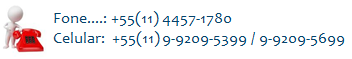 Fone....: +55(11) 4457-1780
Celular: +55(11) 9-9209-5399 / 9-9209-5699